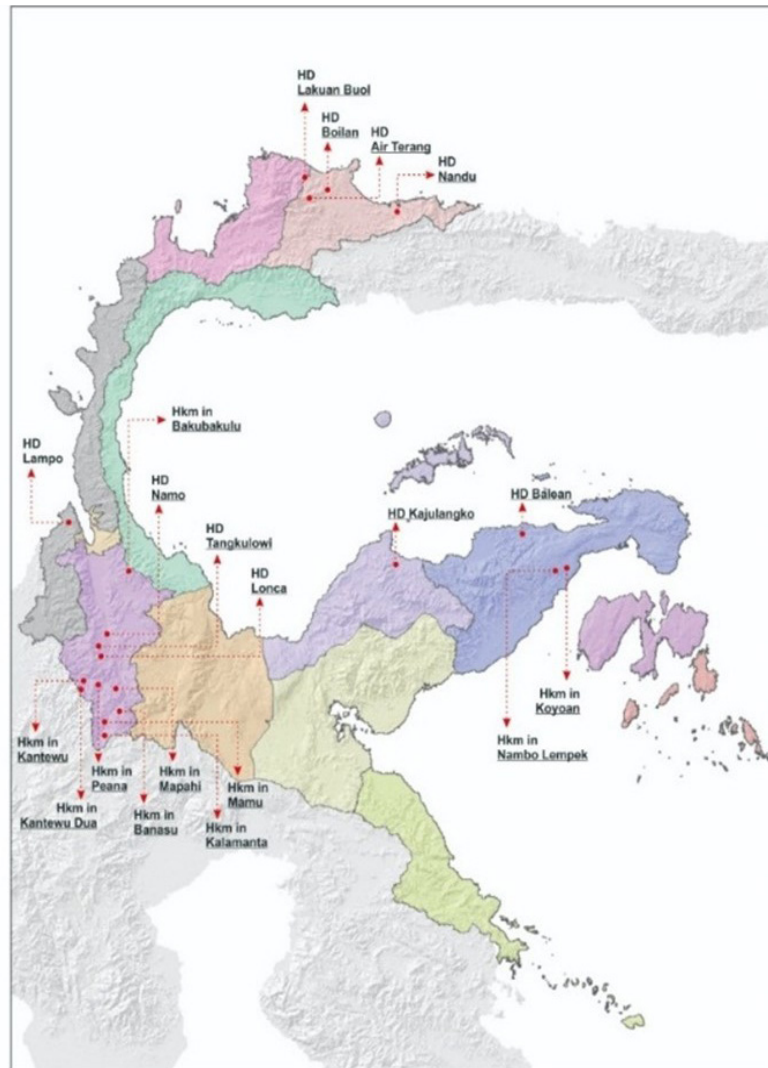 HD
Lakuan Buol
HD
Boilan
HD
Air Terang
HD
Nandu
Hkm in
Bakubakulu
HD
Lampo
HD
Namo
HD
Tangkulowi
HD
Lonca
HD Kajulangko
HD Balean
Hkm in
Koyoan
Hkm in
Nambo Lempek
Hkm in
Kantewu
Hkm in
Peana
Hkm in
Mapahi
Hkm in
Mamu
Hkm in
Kantewu Dua
Hkm in
Banasu
Hkm in
Kalamanta